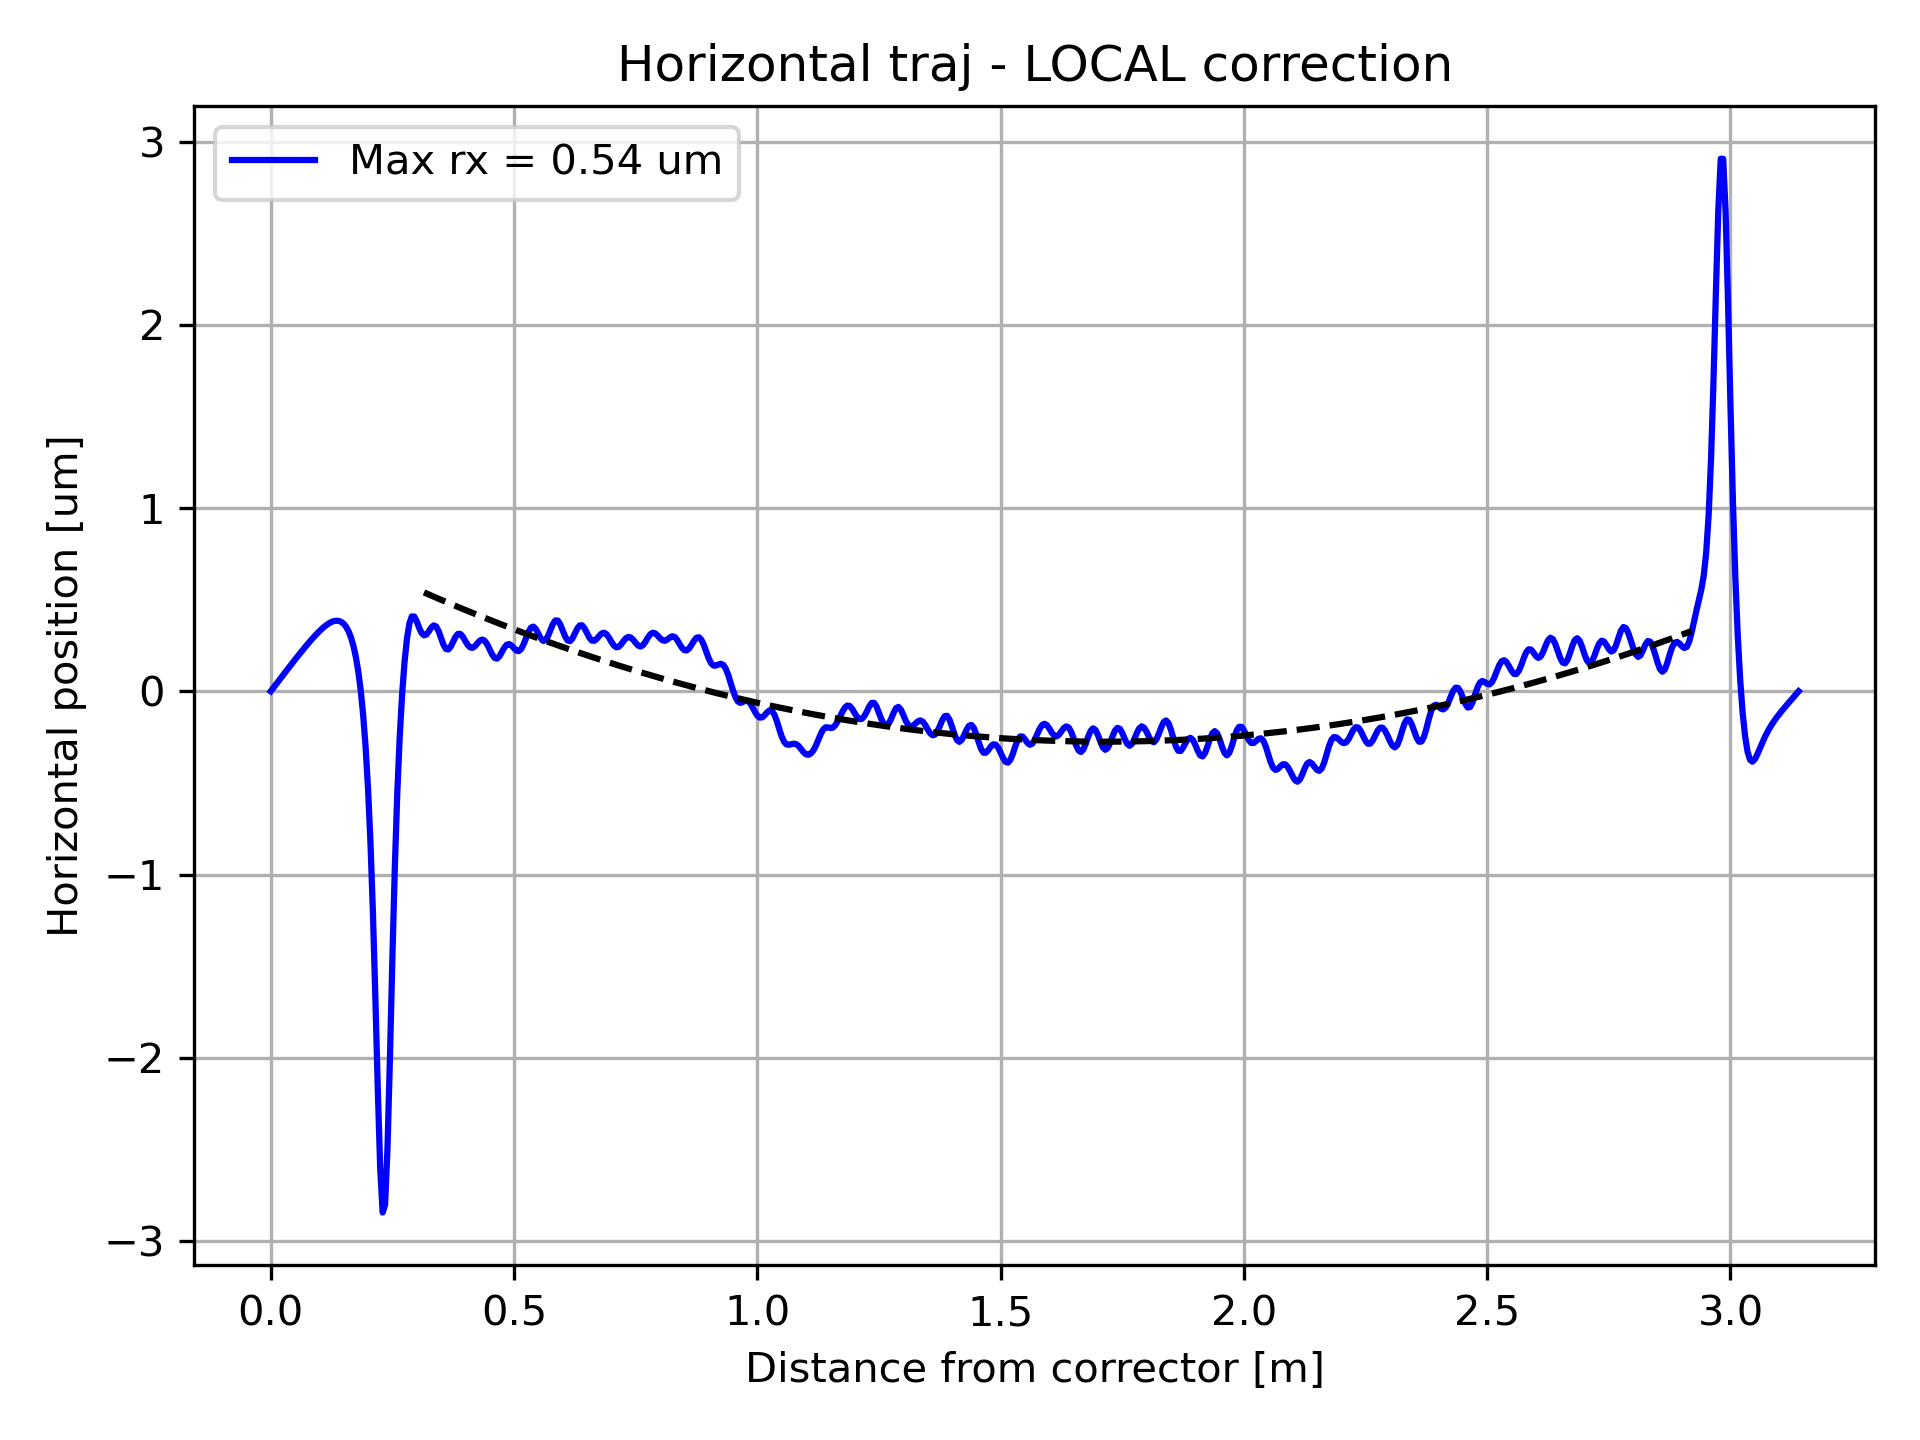 Horizontal traj - LOCAL correction
Max rx = 0.54 um
Horizontal position [um]
3
2
1
0
−1
−2
−3
0.0 0.5 1.0 1.5 2.0 2.5 3.0
Distance from corrector [m]